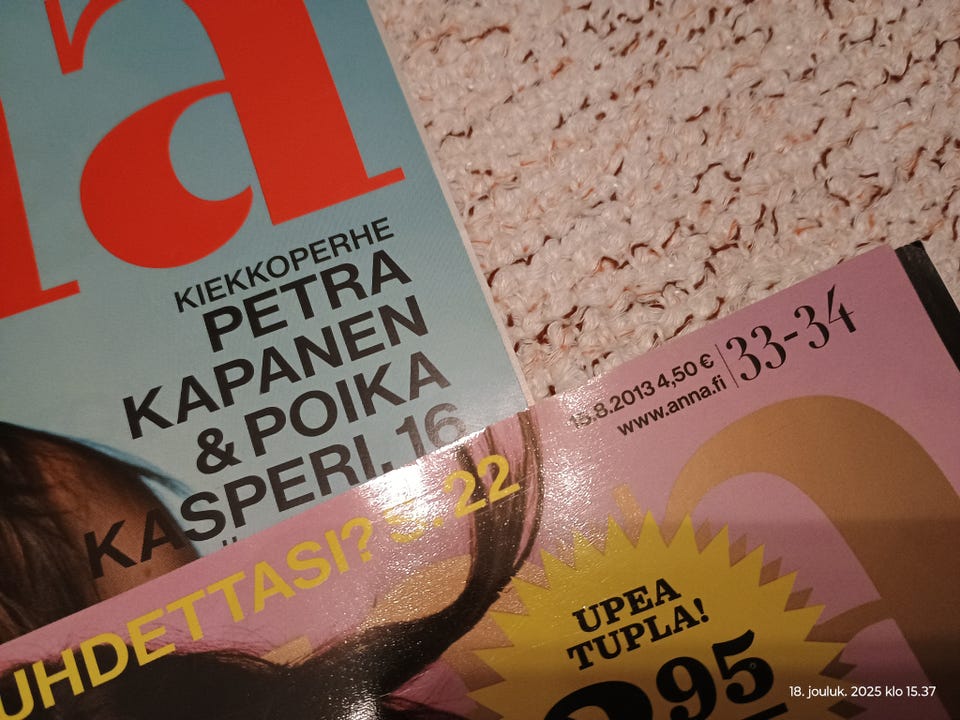 a
KIEKKOPERHE
PETRA
KAPANEN
& POIKA
KASPERI, 16
15.8.2013 4,50 €
www.anna.fi
33-34
UHDETTASI? S. 22
UPEA
TUPLA!
95
18. jouluk. 2025 klo 15.37